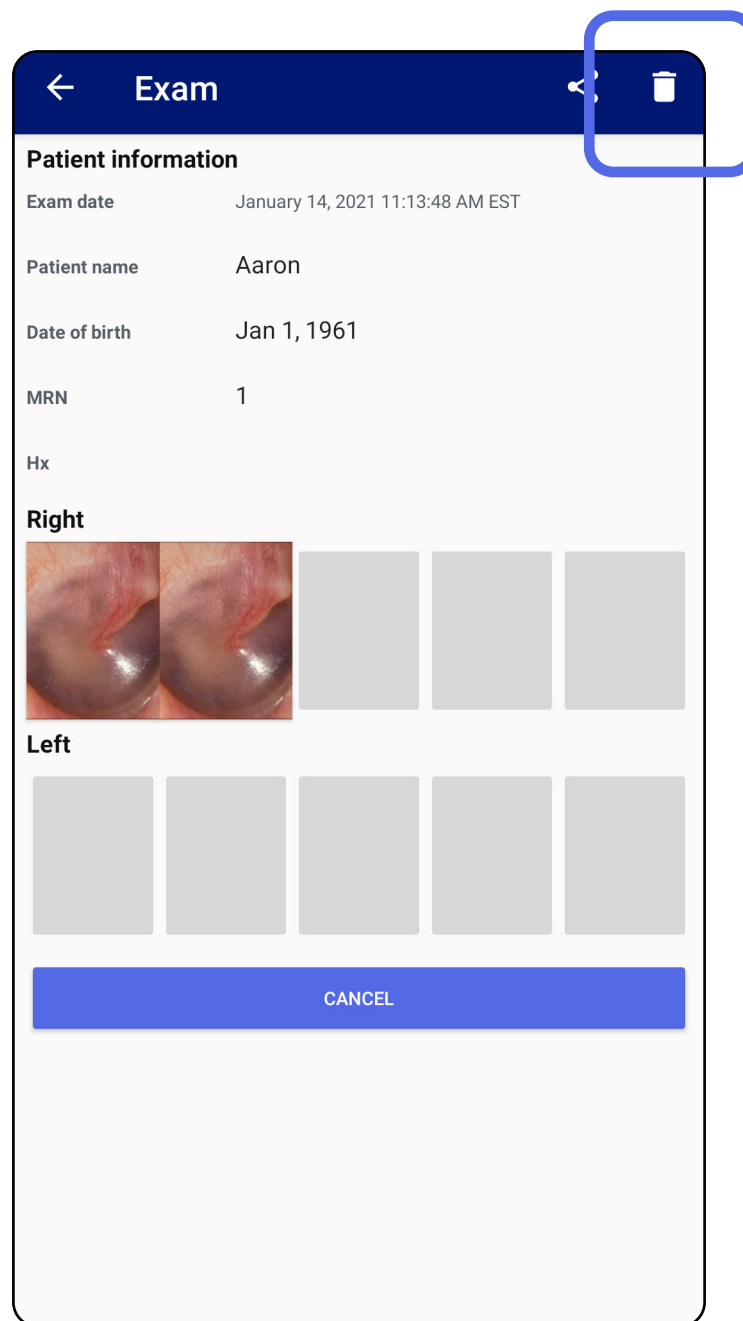 Exam
Patient information
Exam date January 14, 2021 11:13:48 AM EST
Patient name Aaron
Date of birth Jan 1, 1961
MRN 1
Hx
Right
Left
CANCEL